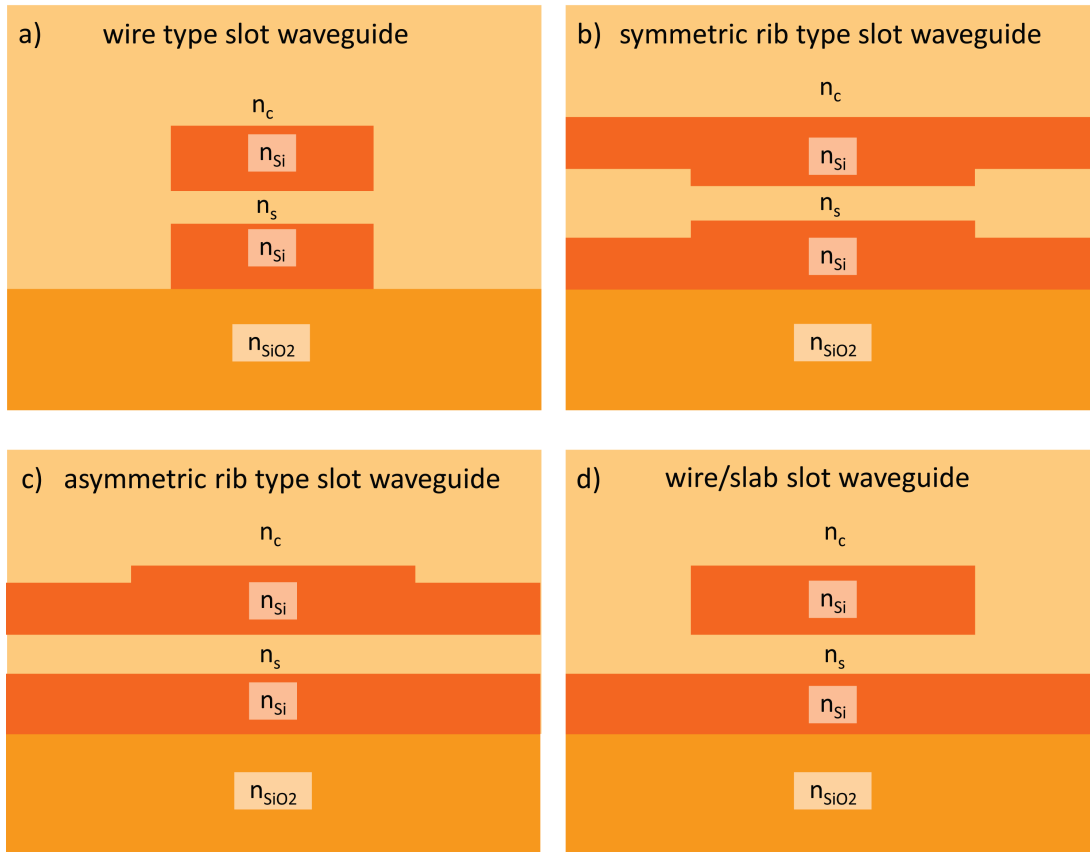 a) wire type slot waveguide
n_c
n_Si
n_s
n_Si
n_SiO2
b) symmetric rib type slot waveguide
n_c
n_Si
n_s
n_Si
n_SiO2
c) asymmetric rib type slot waveguide
n_c
n_Si
n_s
n_Si
n_SiO2
d) wire/slab slot waveguide
n_c
n_Si
n_s
n_Si
n_SiO2